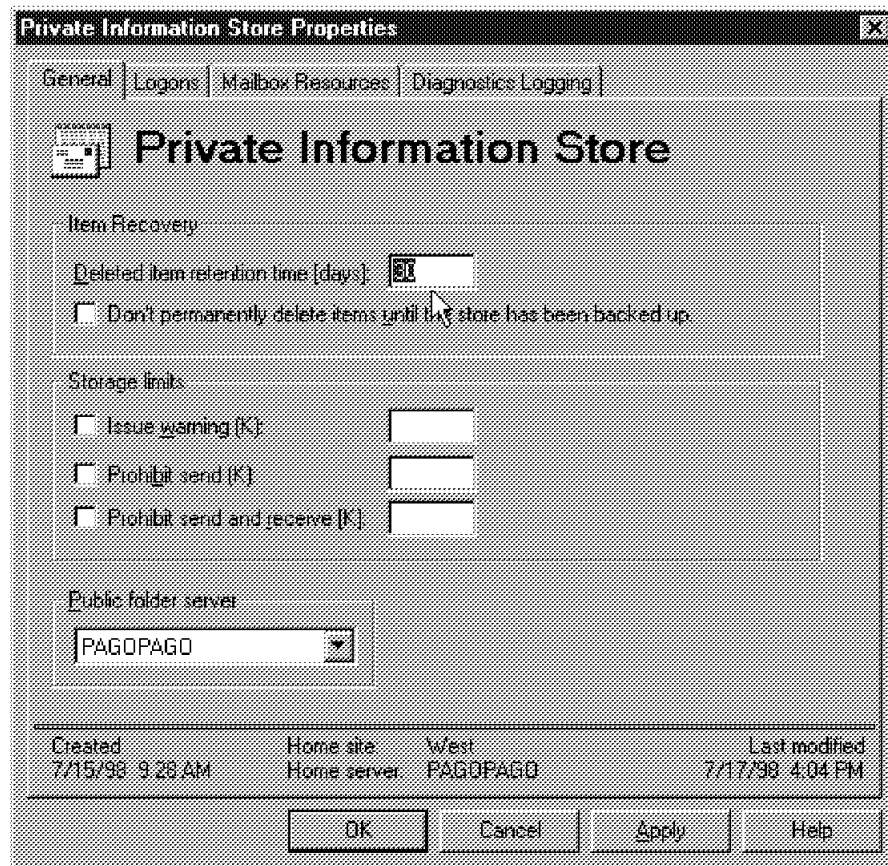 Private Information Store Properties
General Logons Mailbox Resources Diagnostics Logging
Private Information Store
Item Recovery
Deleted item retention time (days):
Don't permanently delete items until the store has been backed up.
Storage limits
Issue warning (K):
Prohibit send (K):
Prohibit send and receive (K):
Public folder server
PAGOPAGO
Created Home site: West Last modified
7/15/98 9:28 AM Home server: PAGOPAGO 7/17/98 4:04 PM
OK Cancel Apply Help